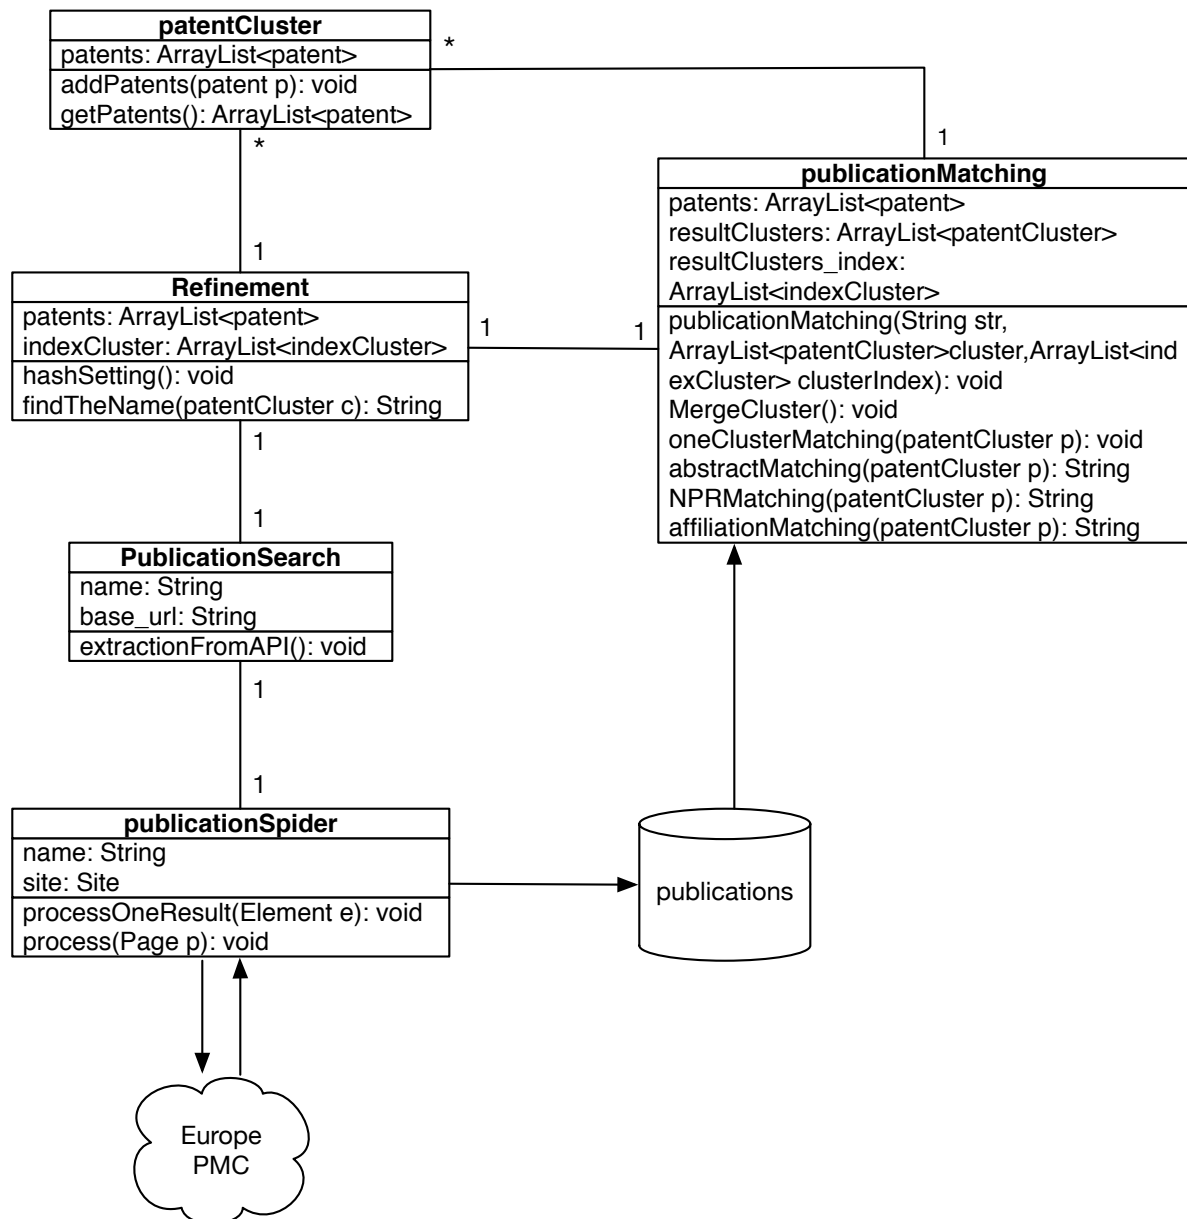 patentCluster
patents: ArrayList<patent>
addPatents(patent p): void
getPatents(): ArrayList<patent>
*
*
1
1
publicationMatching
patents: ArrayList<patent>
resultClusters: ArrayList<patentCluster>
resultClusters_index:
ArrayList<indexCluster>
publicationMatching(String str,
ArrayList<patentCluster>cluster,ArrayList<ind
exCluster> clusterIndex): void
MergeCluster(): void
oneClusterMatching(patentCluster p): void
abstractMatching(patentCluster p): String
NPRMatching(patentCluster p): String
affiliationMatching(patentCluster p): String
Refinement
patents: ArrayList<patent>
indexCluster: ArrayList<indexCluster>
hashSetting(): void
findTheName(patentCluster c): String
1
1
1
1
PublicationSearch
name: String
base_url: String
extractionFromAPI(): void
1
1
publicationSpider
name: String
site: Site
processOneResult(Element e): void
process(Page p): void
publications
Europe
PMC